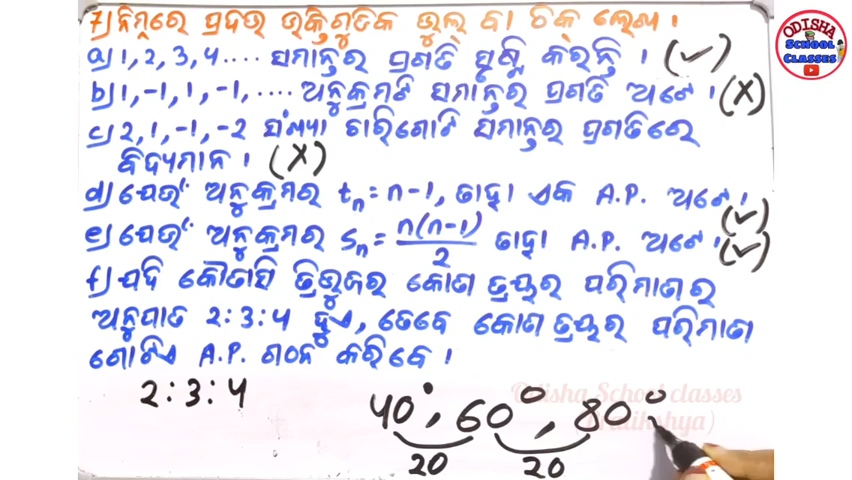 7) ନିମ୍ନରେ ପ୍ରଦତ୍ତ ଉକ୍ତିଗୁଡିକ ଭୁଲ୍ ବା ଠିକ୍ ଲେଖ ।
a) 1, 2, 3, 4 .... ସମାନ୍ତର ପ୍ରଗତି ସୃଷ୍ଟି କରନ୍ତି । (✓)
b) 1, -1, 1, -1, .... ଅନୁକ୍ରମଟି ସମାନ୍ତର ପ୍ରଗତି ଅଟେ । (X)
c) 2, 1, -1, -2 ସଂଖ୍ୟା ଚାରିଗୋଟି ସମାନ୍ତର ପ୍ରଗତିରେ
ବିଦ୍ୟମାନ । (X)
d) ଯେଉଁ ଅନୁକ୍ରମର tₙ = n-1, ତାହା ଏକ A.P. ଅଟେ । (✓)
e) ଯେଉଁ ଅନୁକ୍ରମର Sₙ = n(n-1)/2 ତାହା A.P. ଅଟେ । (✓)
f) ଯଦି କୌଣସି ତ୍ରିଭୁଜର କୋଣ ତ୍ରୟର ପରିମାଣର
ଅନୁପାତ 2:3:4 ହୁଏ, ତେବେ କୋଣ ତ୍ରୟର ପରିମାଣ
ଗୋଟିଏ A.P. ଗଠନ କରିବେ ।
2:3:4
40°, 60°, 80°
20 20
Odisha School classes
ODISHA
SCHOOL
CLASSES